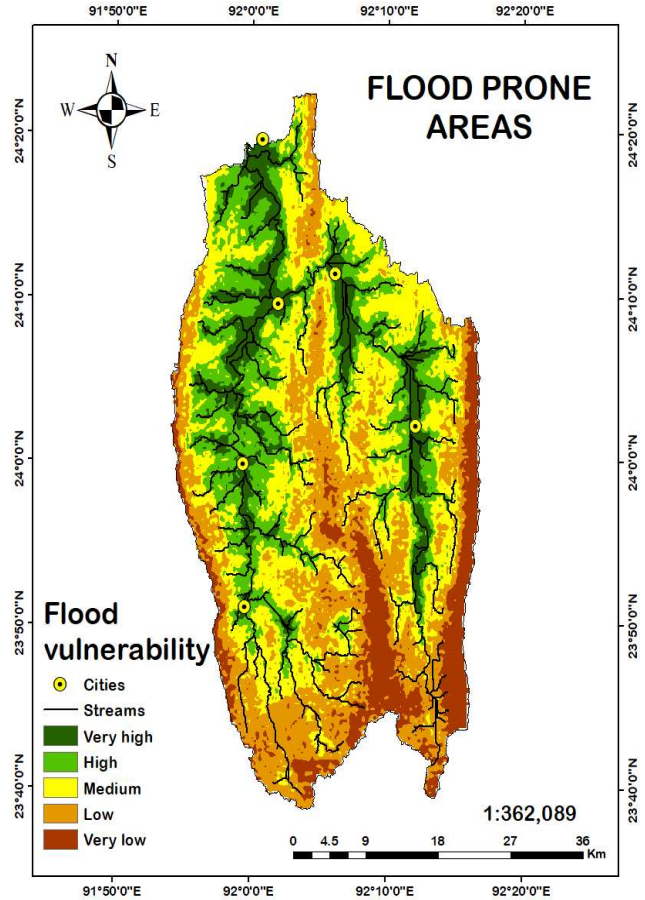 91°50'0"E 92°0'0"E 92°10'0"E 92°20'0"E
N
W E
S
FLOOD PRONE
AREAS
24°20'0"N 24°20'0"N
24°10'0"N 24°10'0"N
24°0'0"N 24°0'0"N
23°50'0"N 23°50'0"N
23°40'0"N 23°40'0"N
Flood
vulnerability
Cities
Streams
Very high
High
Medium
Low
Very low
1:362,089
0 4.5 9 18 27 36
Km
91°50'0"E 92°0'0"E 92°10'0"E 92°20'0"E